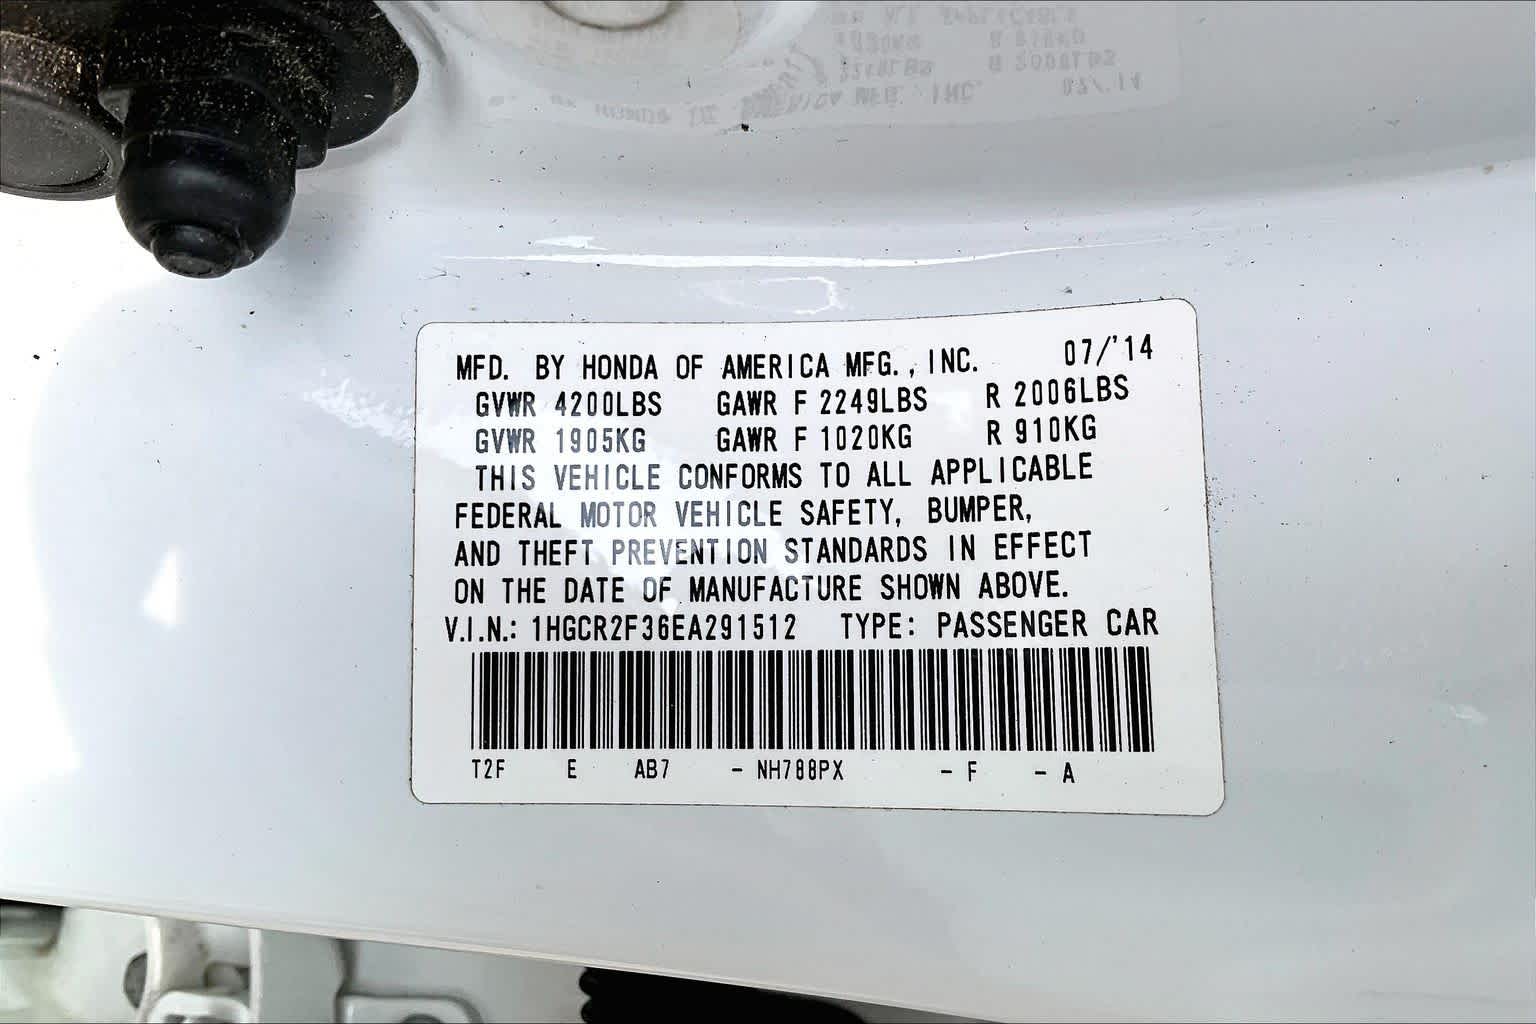 MFD. BY HONDA OF AMERICA MFG., INC. 07/'14
GVWR 4200LBS GAWR F 2249LBS R 2006LBS
GVWR 1905KG GAWR F 1020KG R 910KG
THIS VEHICLE CONFORMS TO ALL APPLICABLE
FEDERAL MOTOR VEHICLE SAFETY, BUMPER,
AND THEFT PREVENTION STANDARDS IN EFFECT
ON THE DATE OF MANUFACTURE SHOWN ABOVE.
V.I.N.: 1HGCR2F36EA291512 TYPE: PASSENGER CAR
T2F E AB7 - NH788PX - F - A